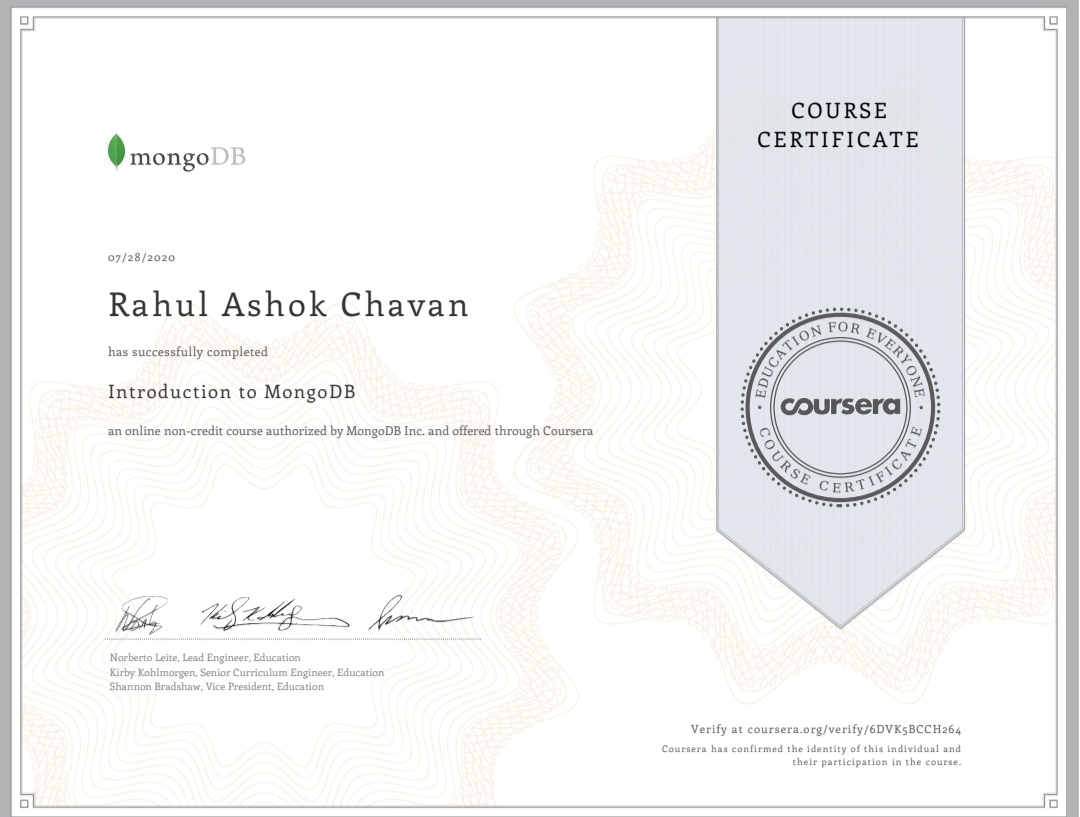 COURSE
CERTIFICATE
mongoDB
07/28/2020
Rahul Ashok Chavan
has successfully completed
Introduction to MongoDB
an online non-credit course authorized by MongoDB Inc. and offered through Coursera
EDUCATION FOR EVERYONE
coursera
COURSE CERTIFICATE
Norberto Leite, Lead Engineer, Education
Kirby Kohlmorgen, Senior Curriculum Engineer, Education
Shannon Bradshaw, Vice President, Education
Verify at coursera.org/verify/6DVK5BCCH264
Coursera has confirmed the identity of this individual and
their participation in the course.